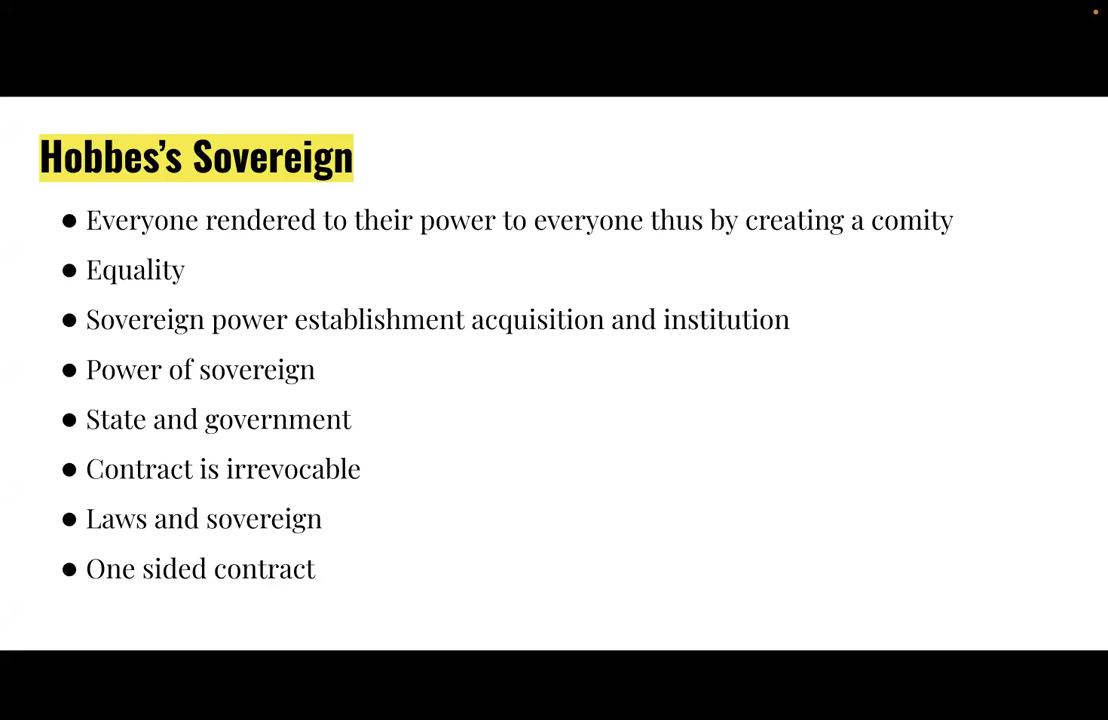 Hobbes's Sovereign
● Everyone rendered to their power to everyone thus by creating a comity
● Equality
● Sovereign power establishment acquisition and institution
● Power of sovereign
● State and government
● Contract is irrevocable
● Laws and sovereign
● One sided contract